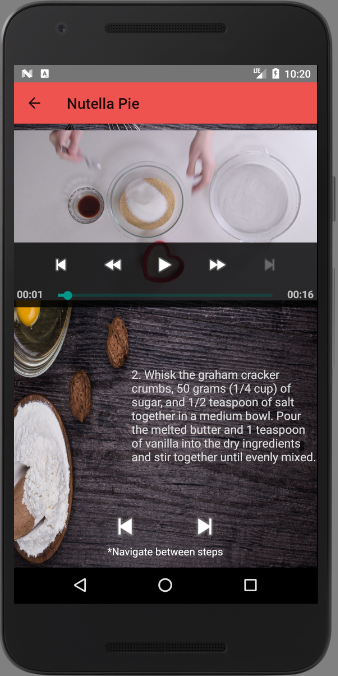 LTE 10:20
Nutella Pie
00:01 00:16
2. Whisk the graham cracker
crumbs, 50 grams (1/4 cup) of
sugar, and 1/2 teaspoon of salt
together in a medium bowl. Pour
the melted butter and 1 teaspoon
of vanilla into the dry ingredients
and stir together until evenly mixed.
*Navigate between steps